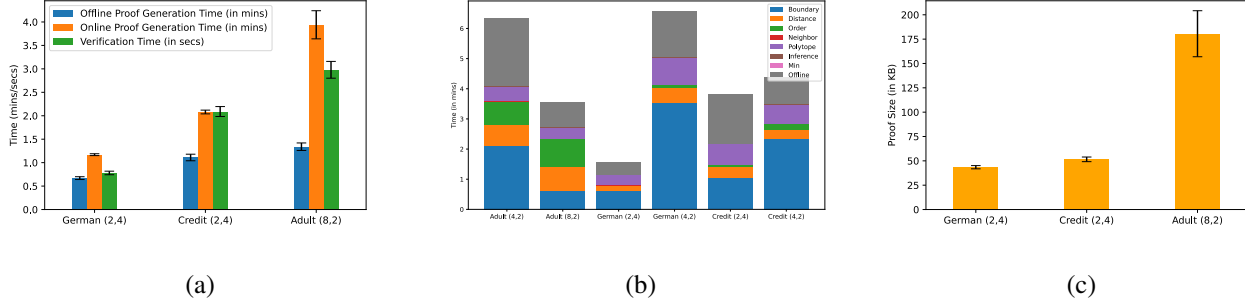 Offline Proof Generation Time (in mins)
Online Proof Generation Time (in mins)
Verification Time (in secs)
Time (mins/secs)
4.0
3.5
3.0
2.5
2.0
1.5
1.0
0.5
0.0
German (2,4)
Credit (2,4)
Adult (8,2)
(a)
Boundary
Distance
Order
Neighbor
Polytope
Inference
Min
Offline
Time (in mins)
6
5
4
3
2
1
0
Adult (4,2)
Adult (8,2)
German (2,4)
German (4,2)
Credit (2,4)
Credit (4,2)
(b)
Proof Size (in KB)
200
175
150
125
100
75
50
25
0
German (2,4)
Credit (2,4)
Adult (8,2)
(c)